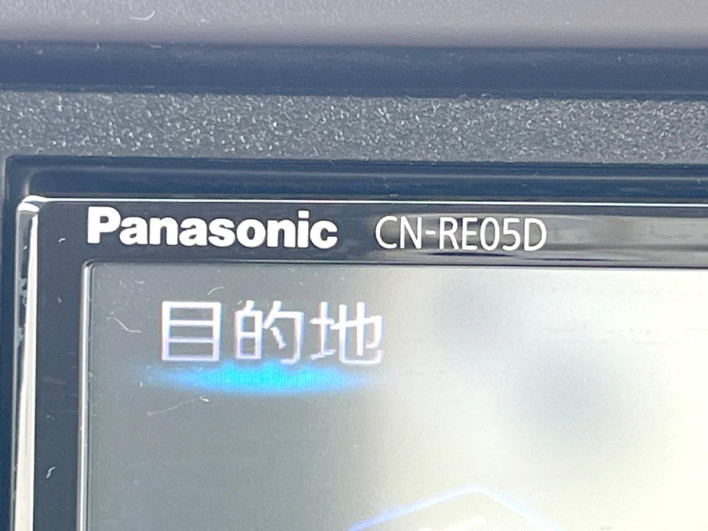 Panasonic CN-RE05D
目的地